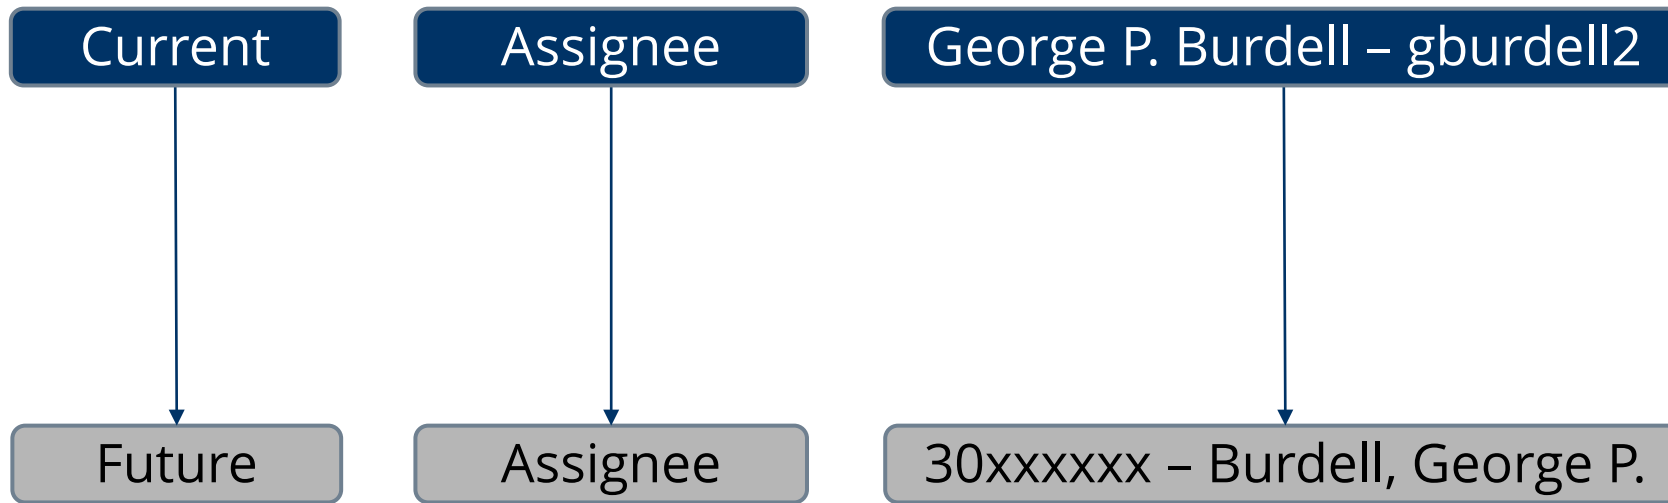 Current
Assignee
George P. Burdell – gburdell2
Future
Assignee
30xxxxxx – Burdell, George P.